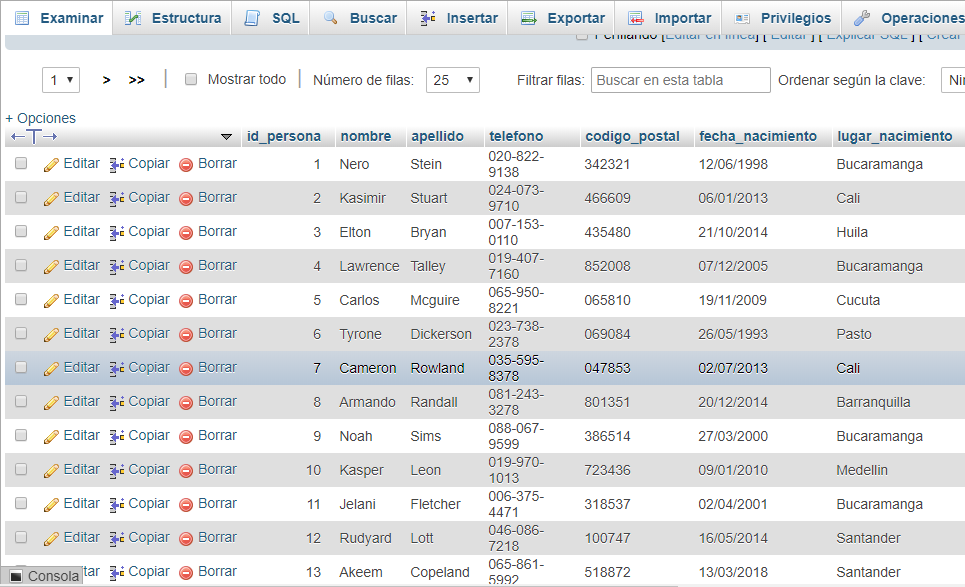 Examinar Estructura SQL Buscar Insertar Exportar Importar Privilegios Operaciones
Perfilando [Editar en línea] [ Editar ] [ Explicar SQL ] [ Crear
1 > >> Mostrar todo Número de filas: 25 Filtrar filas: Buscar en esta tabla Ordenar según la clave: Nin
+ Opciones
←T→ id_persona nombre apellido telefono codigo_postal fecha_nacimiento lugar_nacimiento
Editar Copiar Borrar 1 Nero Stein 020-822-9138 342321 12/06/1998 Bucaramanga
Editar Copiar Borrar 2 Kasimir Stuart 024-073-9710 466609 06/01/2013 Cali
Editar Copiar Borrar 3 Elton Bryan 007-153-0110 435480 21/10/2014 Huila
Editar Copiar Borrar 4 Lawrence Talley 019-407-7160 852008 07/12/2005 Bucaramanga
Editar Copiar Borrar 5 Carlos Mcguire 065-950-8221 065810 19/11/2009 Cucuta
Editar Copiar Borrar 6 Tyrone Dickerson 023-738-2378 069084 26/05/1993 Pasto
Editar Copiar Borrar 7 Cameron Rowland 035-595-8378 047853 02/07/2013 Cali
Editar Copiar Borrar 8 Armando Randall 081-243-3278 801351 20/12/2014 Barranquilla
Editar Copiar Borrar 9 Noah Sims 088-067-9599 386514 27/03/2000 Bucaramanga
Editar Copiar Borrar 10 Kasper Leon 019-970-1013 723436 09/01/2010 Medellin
Editar Copiar Borrar 11 Jelani Fletcher 006-375-4471 318537 02/04/2001 Bucaramanga
Editar Copiar Borrar 12 Rudyard Lott 046-086-7218 100747 16/05/2014 Santander
Consola tar Copiar Borrar 13 Akeem Copeland 065-861-5992 518872 13/03/2018 Santander